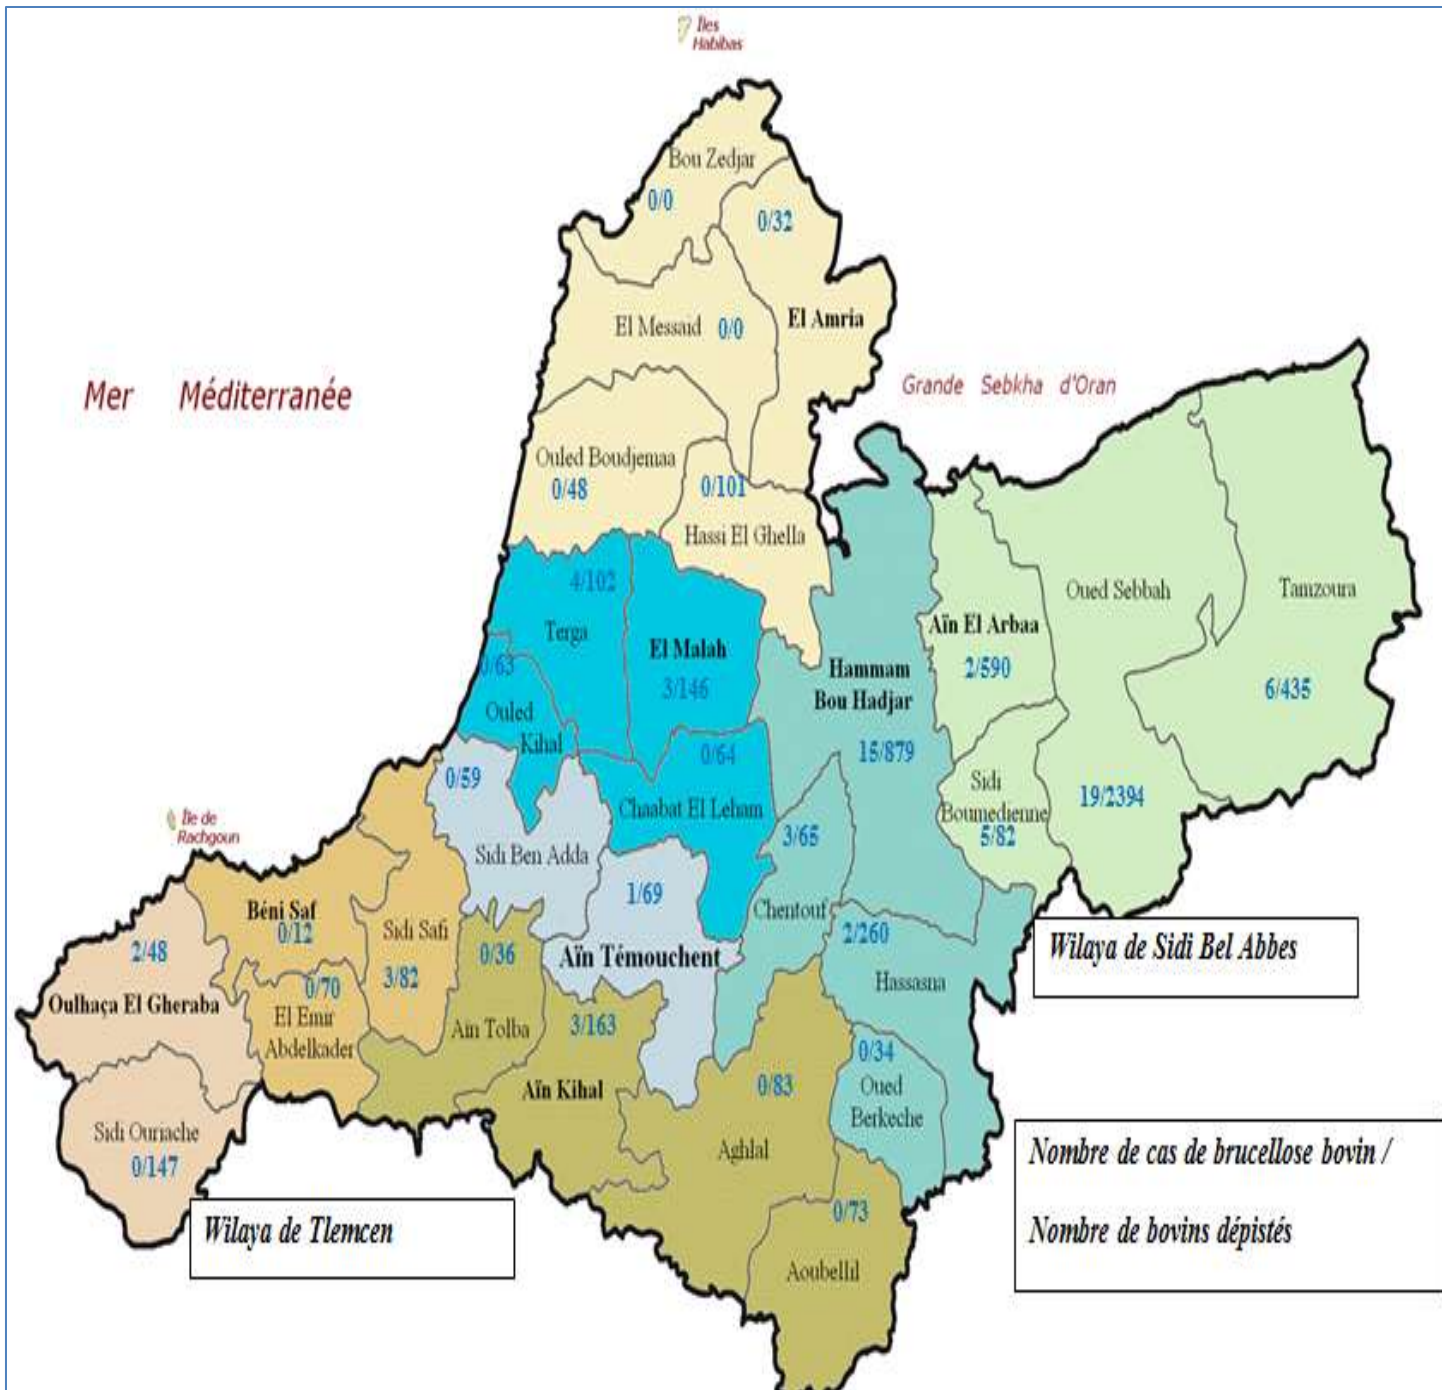 Îles
Habibas
Bou Zedjar
0/0
0/32
El Messaid 0/0
El Amria
Mer Méditerranée
Grande Sebkha d'Oran
Ouled Boudjemaa
0/48
0/101
Hassi El Ghella
4/102
Terga
El Malah
3/146
0/63
Ouled
Kihal
Hammam
Bou Hadjar
15/879
Aïn El Arbaa
2/590
Oued Sebbah
19/2394
Tamzoura
6/435
Sidi
Boumedienne
5/82
0/59
Sidi Ben Adda
0/64
Chaabat El Leham
3/65
Chentouf
Île de
Rachgoun
1/69
Aïn Témouchent
Béni Saf
0/12
Sidi Safi
3/82
2/48
Oulhaça El Gheraba
0/70
El Emir
Abdelkader
0/36
Aïn Tolba
3/163
Aïn Kihal
2/260
Hassasna
Wilaya de Sidi Bel Abbes
0/34
Oued
Berkeche
0/83
Aghlal
Sidi Ouriache
0/147
0/73
Aoubellil
Wilaya de Tlemcen
Nombre de cas de brucellose bovin /
Nombre de bovins dépistés